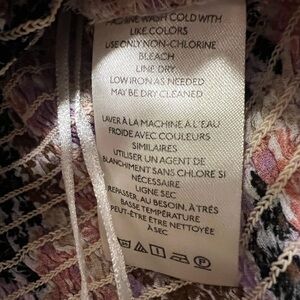 MACHINE WASH COLD WITH
LIKE COLORS
USE ONLY NON-CHLORINE
BLEACH
LINE DRY
LOW IRON AS NEEDED
MAY BE DRY CLEANED
LAVER À LA MACHINE À L'EAU
FROIDE AVEC COULEURS
SIMILAIRES
UTILISER UN AGENT DE
BLANCHIMENT SANS CHLORE SI
NÉCESSAIRE
LIGNE SEC
REPASSER, AU BESOIN, À TRÈS
BASSE TEMPÉRATURE
PEUT-ÊTRE ÊTRE NETTOYÉE
À SEC
P